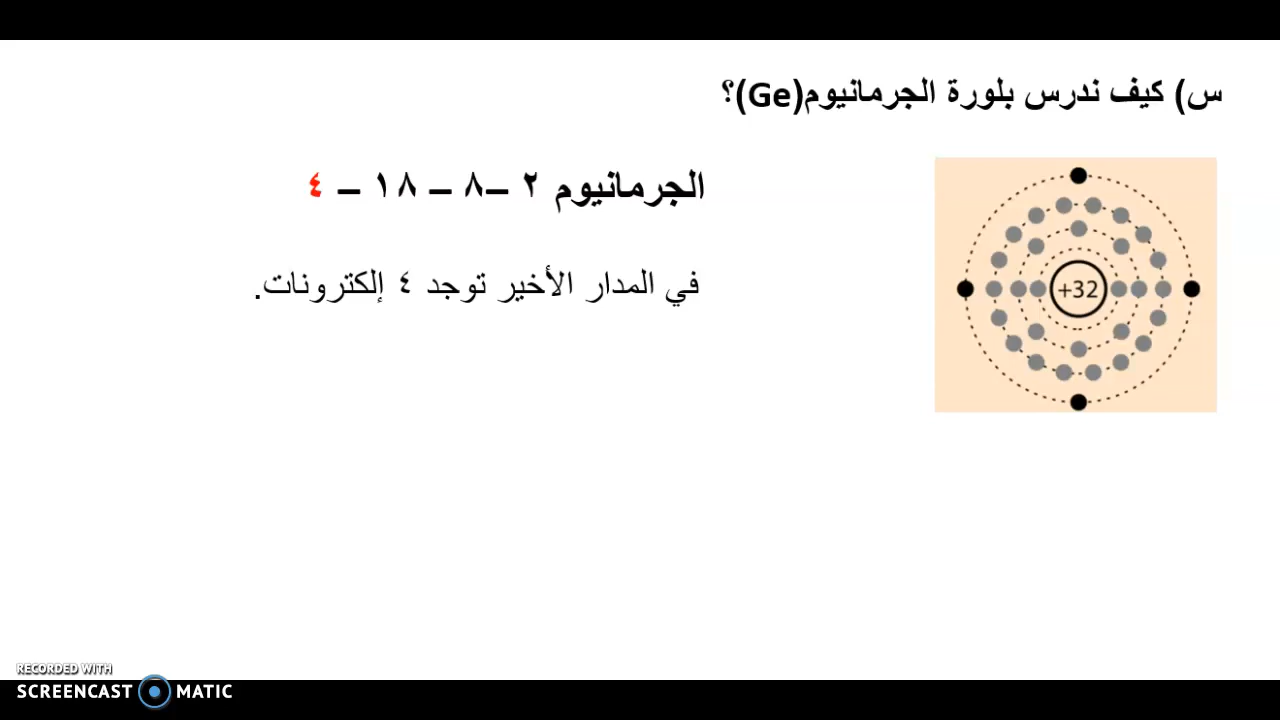 س) كيف ندرس بلورة الجرمانيوم(Ge)؟
الجرمانيوم ٢ –٨ – ١٨ – ٤
في المدار الأخير توجد ٤ إلكترونات.
+32
RECORDED WITH
SCREENCAST MATIC